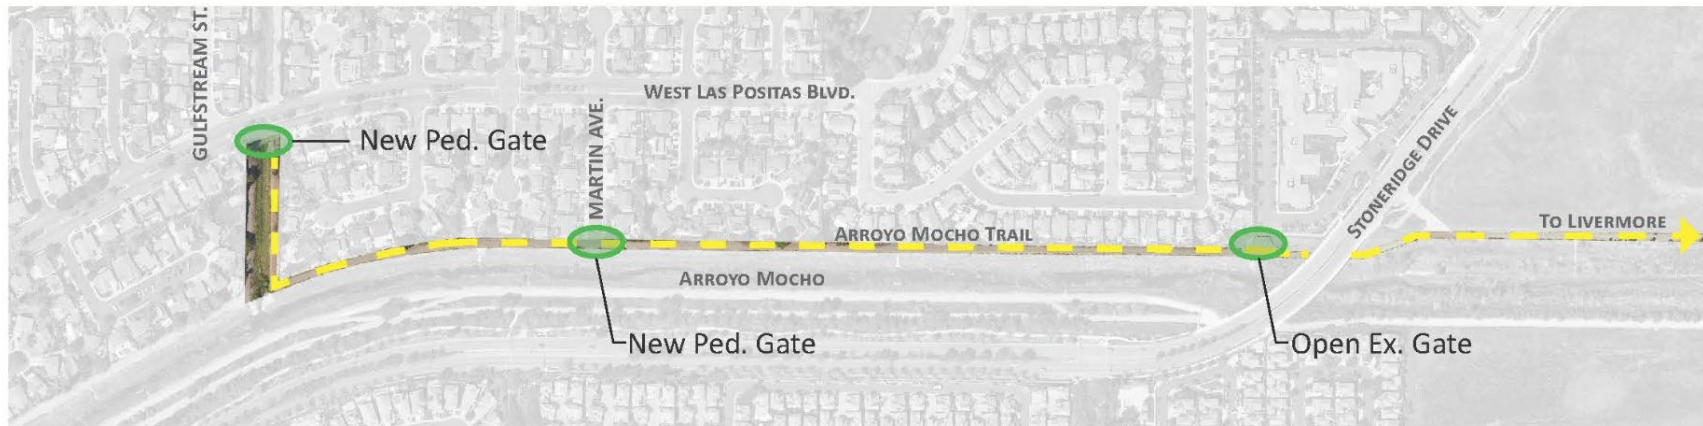 GULFSTREAM ST.
New Ped. Gate
WEST LAS POSITAS BLVD.
MARTIN AVE.
STONERIDGE DRIVE
TO LIVERMORE
ARROYO MOCHO TRAIL
ARROYO MOCHO
New Ped. Gate
Open Ex. Gate